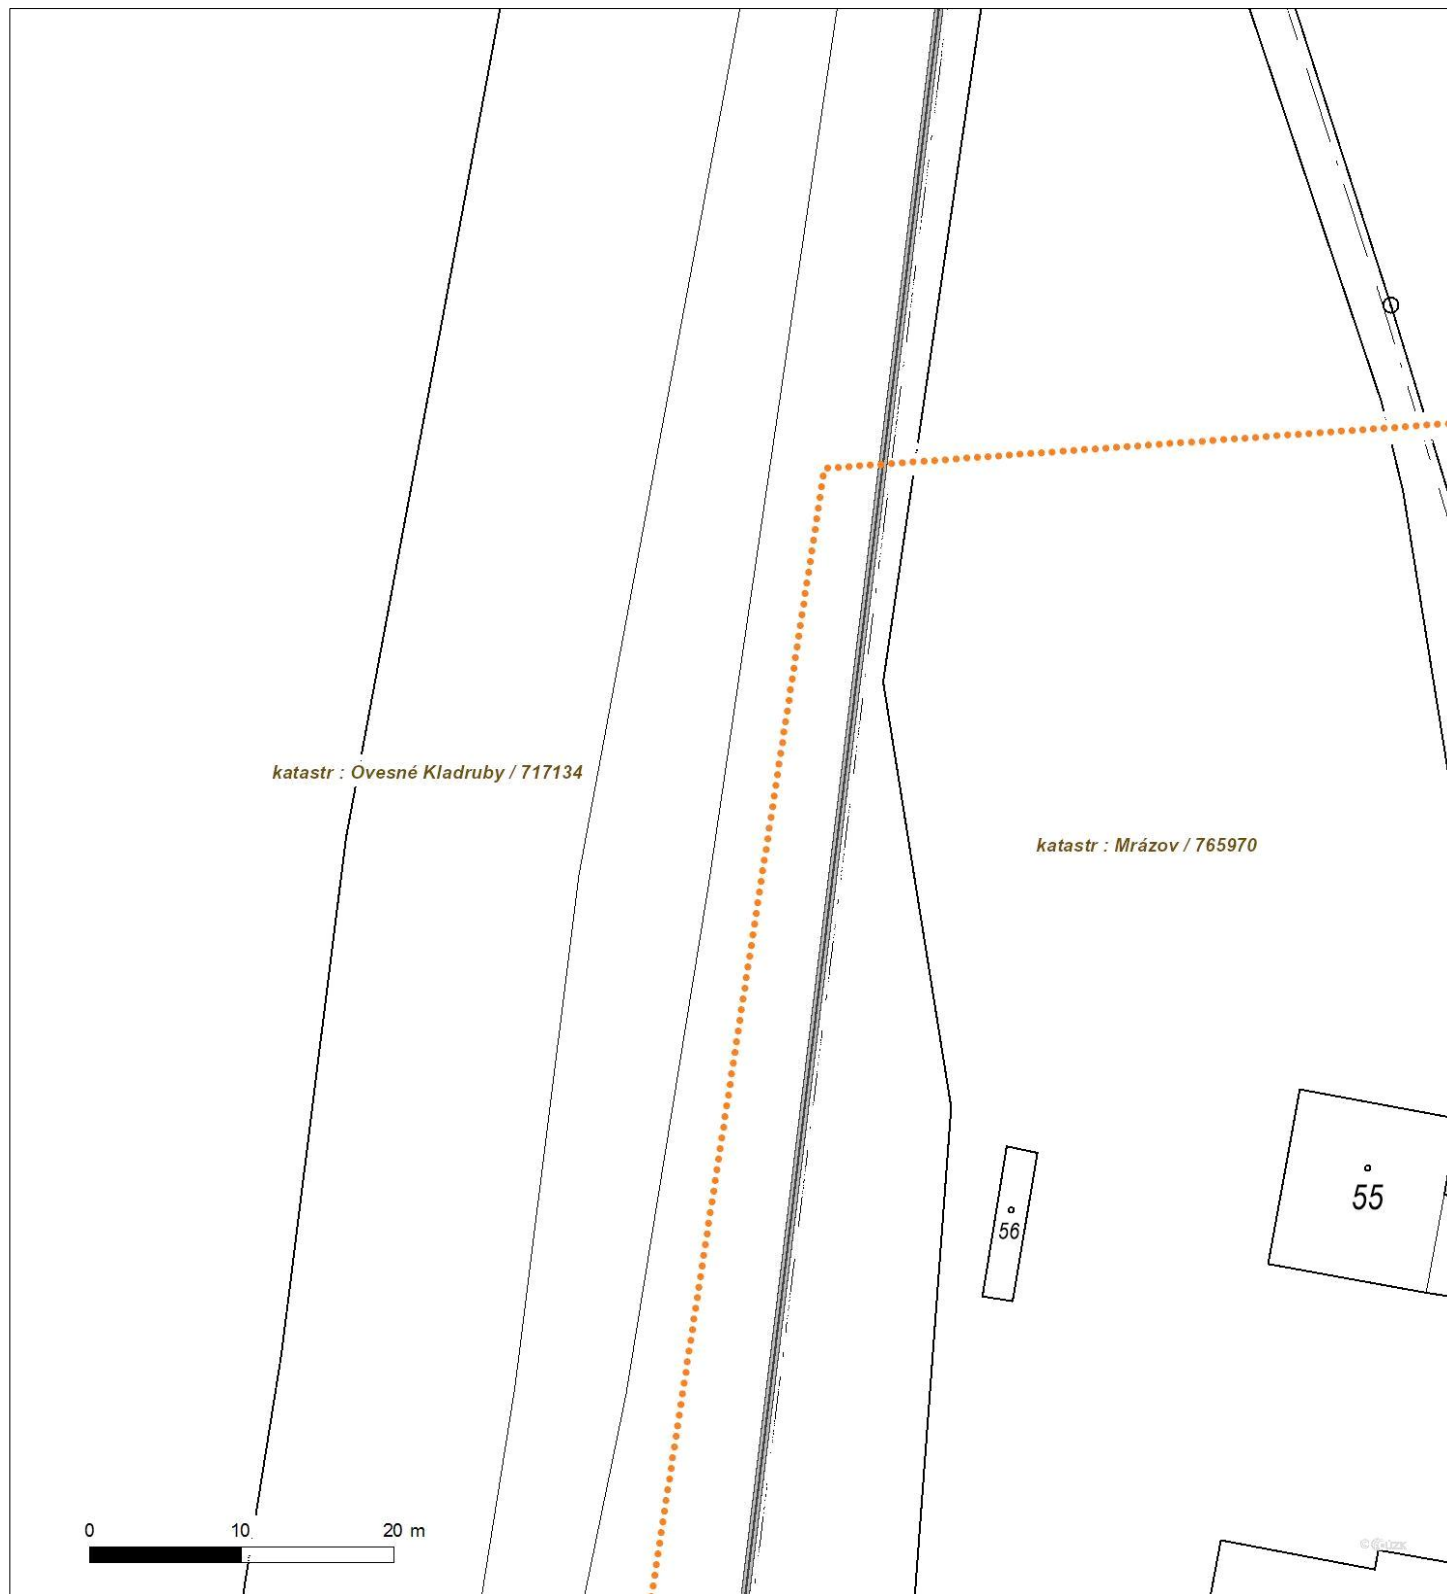 katastr : Ovesné Kladruby / 717134
katastr : Mrázov / 765970
55
56
0 10 20 m